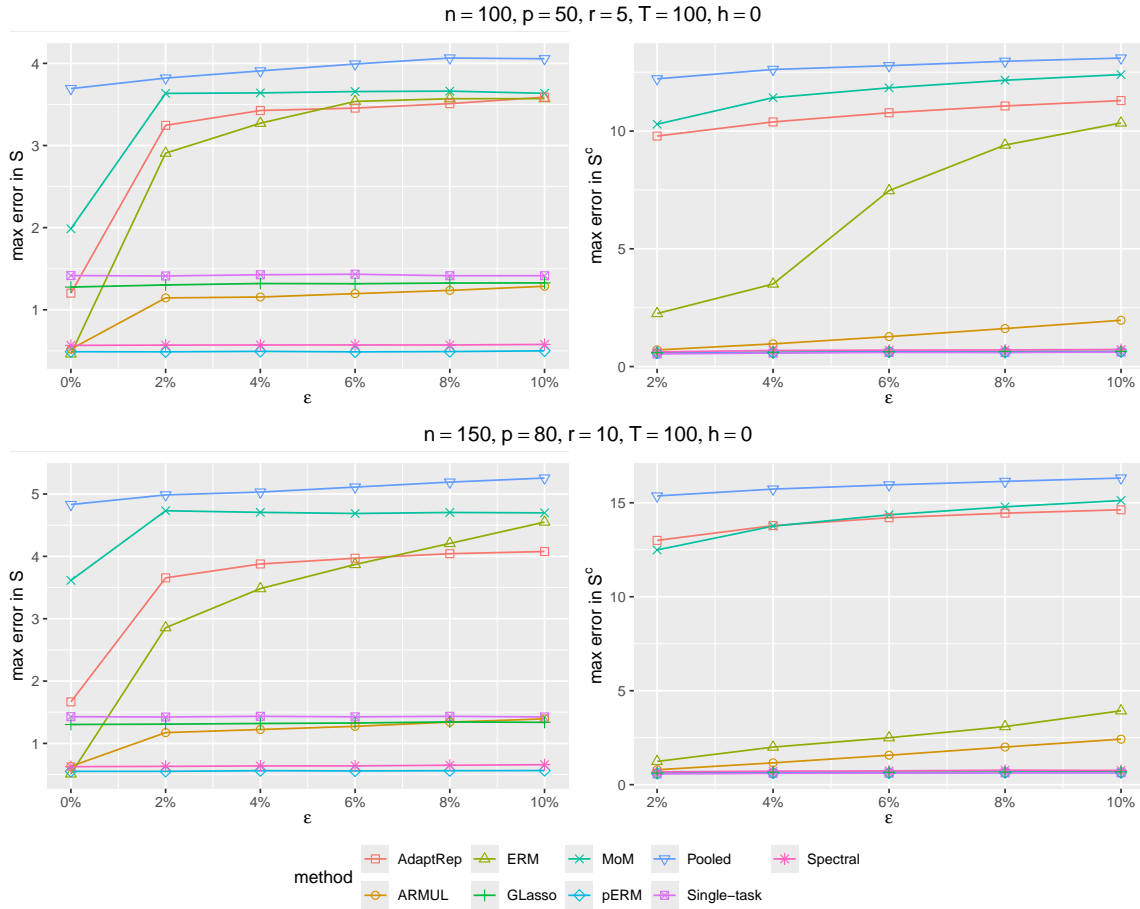 n = 100, p = 50, r = 5, T = 100, h = 0
max error in S
4
3
2
1
0% 2% 4% 6% 8% 10%
ε
max error in Sᶜ
10
5
0
2% 4% 6% 8% 10%
ε
n = 150, p = 80, r = 10, T = 100, h = 0
max error in S
5
4
3
2
1
0% 2% 4% 6% 8% 10%
ε
max error in Sᶜ
15
10
5
0
2% 4% 6% 8% 10%
ε
method
AdaptRep ERM MoM Pooled Spectral
ARMUL GLasso pERM Single−task